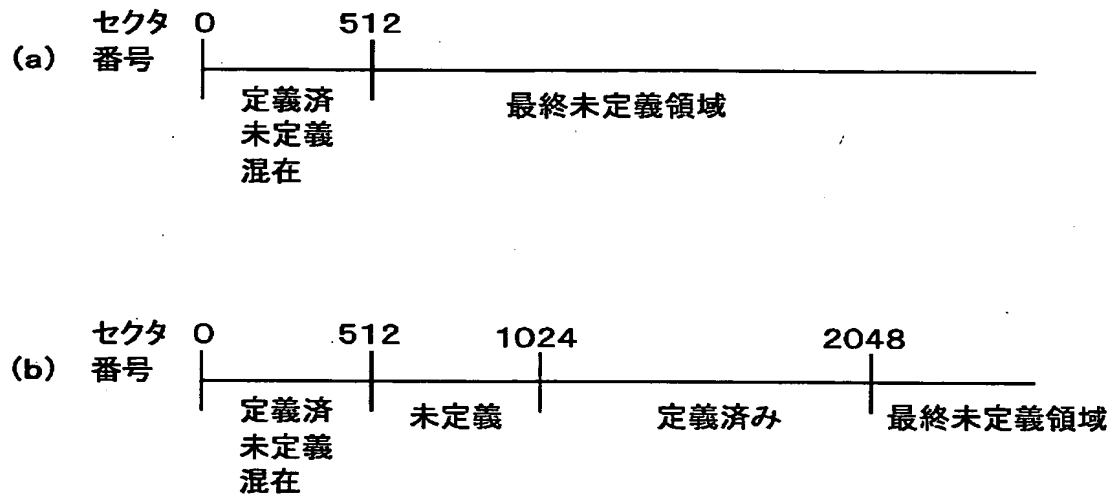 セクタ 0 512
(a) 番号
定義済 最終未定義領域
未定義
混在
セクタ 0 512 1024 2048
(b) 番号
定義済 未定義 定義済み 最終未定義領域
未定義
混在